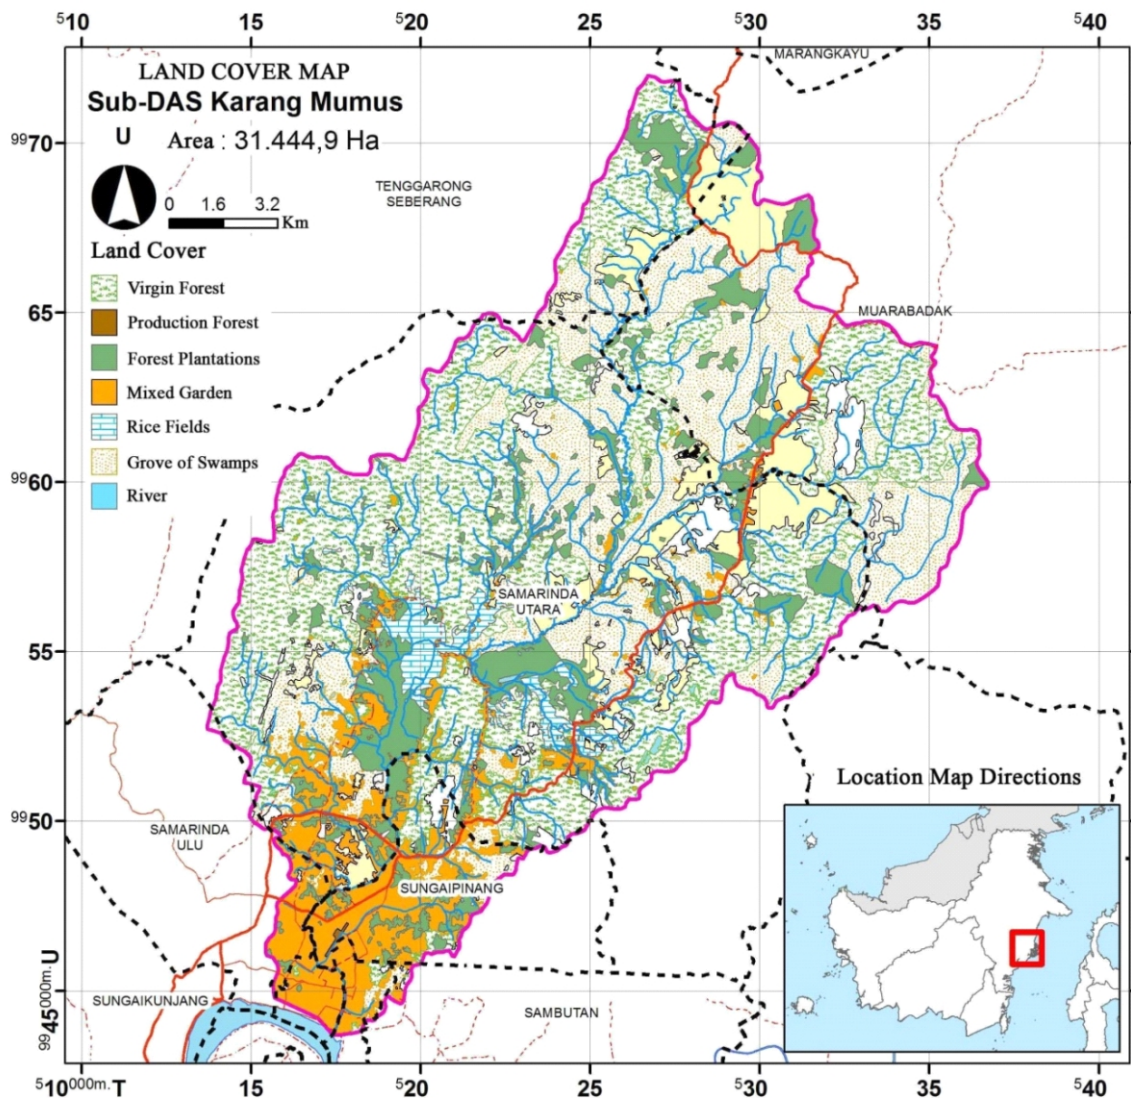 ⁵10
⁵20
25
⁵30
35
⁵40
MARANGKAYU
LAND COVER MAP
Sub-DAS Karang Mumus
U
Area : 31.444,9 Ha
⁹⁹70
TENGGARONG
SEBERANG
0 1.6 3.2
Km
Land Cover
Virgin Forest
Production Forest
Forest Plantations
Mixed Garden
Rice Fields
Grove of Swamps
River
65
MUARABADAK
⁹⁹60
SAMARINDA
UTARA
55
Location Map Directions
⁹⁹50
SAMARINDA
ULU
SUNGAIPINANG
SUNGAIKUNJANG
SAMBUTAN
⁹⁹45⁰⁰⁰ᵐ·U
⁵10⁰⁰⁰ᵐ·T
15
⁵20
25
⁵30
35
⁵40